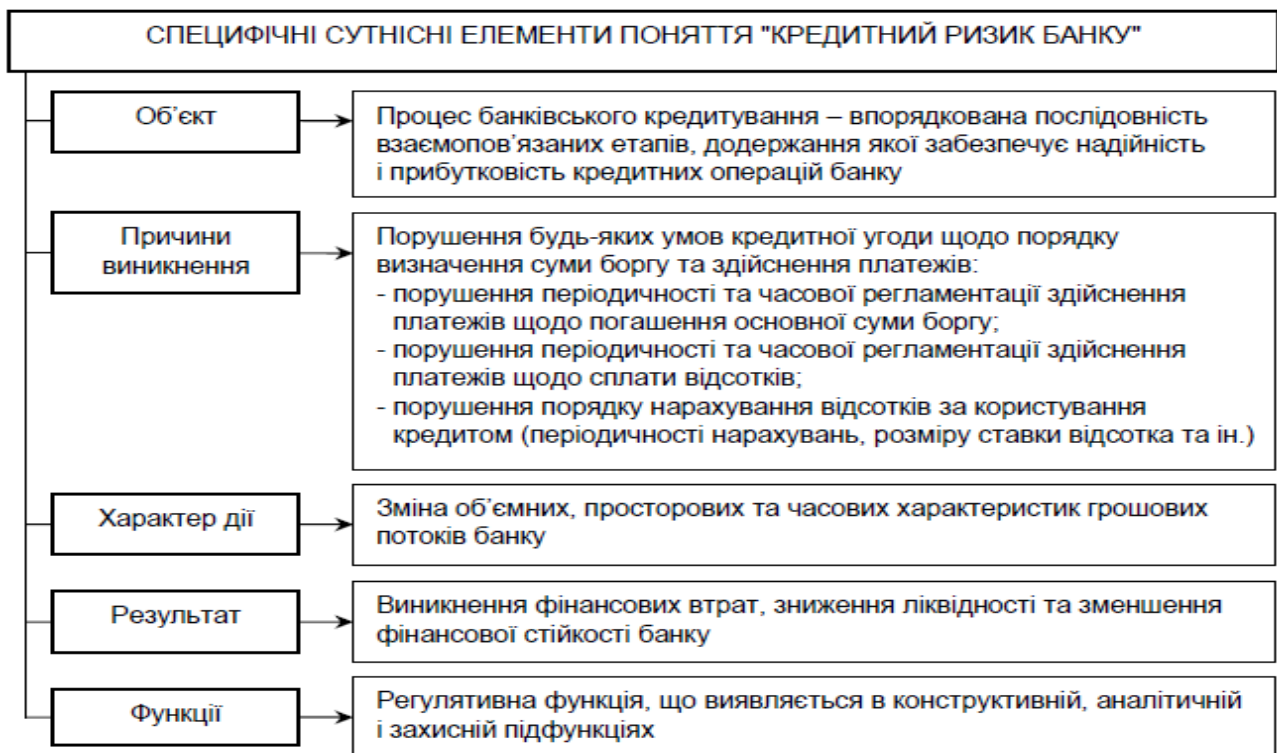 СПЕЦИФІЧНІ СУТНІСНІ ЕЛЕМЕНТИ ПОНЯТТЯ "КРЕДИТНИЙ РИЗИК БАНКУ"
Об’єкт
Процес банківського кредитування – впорядкована послідовність
взаємопов’язаних етапів, додержання якої забезпечує надійність
і прибутковість кредитних операцій банку
Причини
виникнення
Порушення будь-яких умов кредитної угоди щодо порядку
визначення суми боргу та здійснення платежів:
- порушення періодичності та часової регламентації здійснення
платежів щодо погашення основної суми боргу;
- порушення періодичності та часової регламентації здійснення
платежів щодо сплати відсотків;
- порушення порядку нарахування відсотків за користування
кредитом (періодичності нарахувань, розміру ставки відсотка та ін.)
Характер дії
Зміна об’ємних, просторових та часових характеристик грошових
потоків банку
Результат
Виникнення фінансових втрат, зниження ліквідності та зменшення
фінансової стійкості банку
Функції
Регулятивна функція, що виявляється в конструктивній, аналітичній
і захисній підфункціях